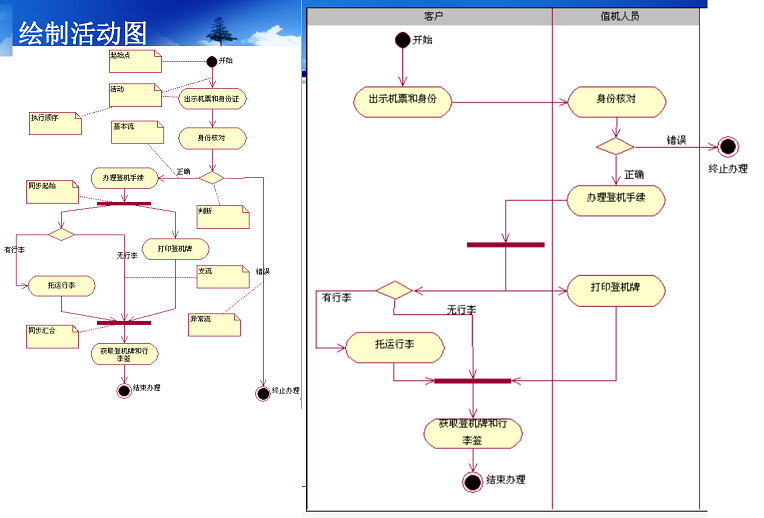 绘制活动图
起始点
开始
活动
出示机票和身份证
执行顺序
基本流
身份核对
正确
办理登机手续
同步起始
判断
有行李
无行李
打印登机牌
支流
错误
托运行李
异常流
同步汇合
获取登机牌和行
李签
结束办理
终止办理
客户
值机人员
开始
出示机票和身份
身份核对
错误
终止办理
正确
办理登机手续
有行李
无行李
打印登机牌
托运行李
获取登机牌和行
李签
结束办理